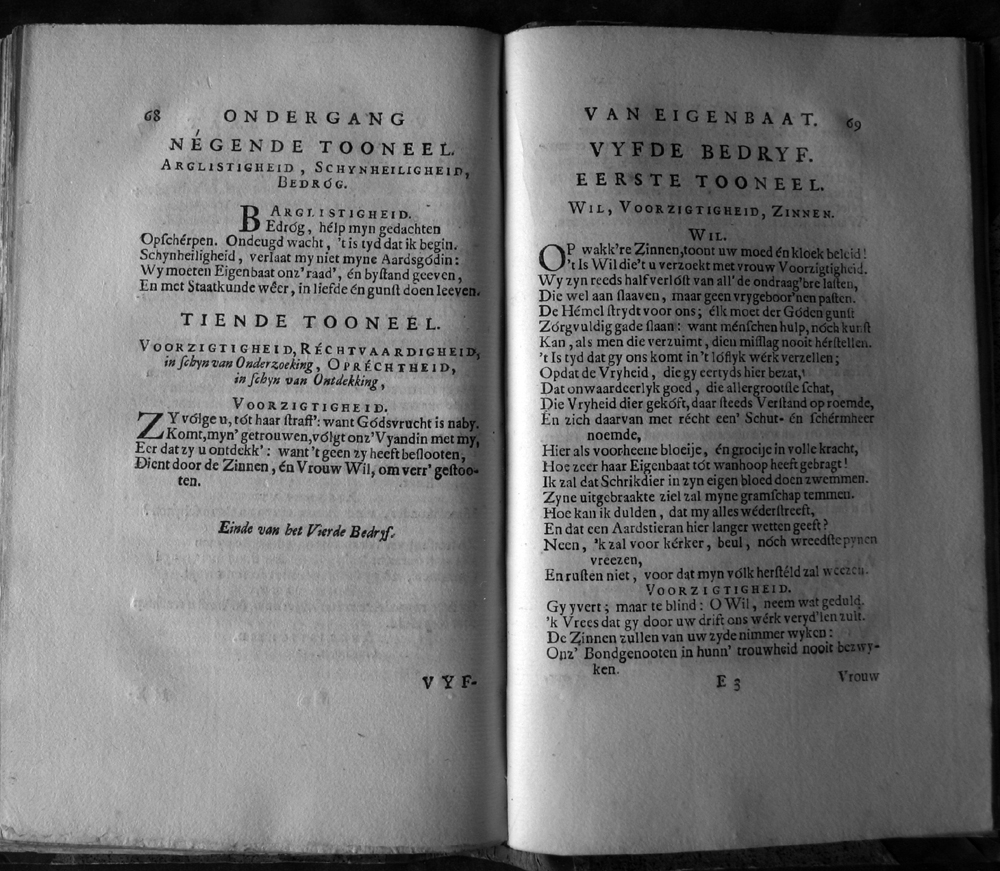 68 ONDERGANG
NÉGENDE TOONEEL.
ARGLISTIGHEID, SCHYNHEILIGHEID,
BEDRÓG.
ARGLISTIGHEID.
BEdróg, hélp myn gedachten
Opſchérpen. Ondeugd wacht, 't is tyd dat ik begin.
Schynheiligheid, verlaat my niet myne Aardsgódin:
Wy moeten Eigenbaat onz' raad', én byſtand geeven,
En met Staatkunde wéer, in liefde én gunſt doen leeven.
TIENDE TOONEEL.
VOORZIGTIGHEID, RÉCHTVAARDIGHEID,
in ſchyn van Onderzoeking, OPRÉCHTHEID,
in ſchyn van Ontdekking,
VOORZIGTIGHEID.
ZY vólge u, tót haar ſtraff': want Gódsvrucht is naby.
Komt, myn' getrouwen, vólgt onz' Vyandin met my,
Eer dat zy u ontdekk': want 't geen zy heeft beſlooten,
Dient door de Zinnen, én Vrouw Wil, om verr' geſtoo-
ten.
Einde van het Vierde Bedryf.
VYF-
VAN EIGENBAAT. 69
VYFDE BEDRYF.
EERSTE TOONEEL.
WIL, VOORZIGTIGHEID, ZINNEN.
WIL.
OP wakk're Zinnen, toont uw moed én kloek beleid!
't Is Wil die 't u verzoekt met vrouw Voorzigtigheid.
Wy zyn reeds half verlóſt van all' de ondraag'bre laſten,
Die wel aan ſlaaven, maar geen vrygeboor'nen paſten.
De Hémel ſtrydt voor ons; élk moet der Góden gunſt
Zórgvuldig gade ſlaan: want ménſchen hulp, nóch kunſt
Kan, als men die verzuimt, dien miſſlag nooit hérſtellen.
't Is tyd dat gy ons komt in 't lóflyk wérk verzellen;
Opdat de Vryheid, die gy eertyds hier bezat,
Dat onwaardeerlyk goed, die allergrootſte ſchat,
Die Vryheid dier gekóft, daar ſteeds Verſtand op roemde,
En zich daarvan met récht een' Schut- én ſchérmheer
noemde,
Hier als voorheene bloeije, én groeije in volle kracht,
Hoe zeer haar Eigenbaat tót wanhoop heeft gebragt!
Ik zal dat Schrikdier in zyn eigen bloed doen zwemmen.
Zyne uitgebraakte ziel zal myne gramſchap temmen.
Hoe kan ik dulden, dat my alles wéderſtreeft,
En dat een Aardstieran hier langer wetten geeft?
Neen, 'k zal voor kérker, beul, nóch wreedſte pynen
vreezen,
En ruſten niet, voor dat myn vólk herſtéld zal weezen.
VOORZIGTIGHEID.
Gy yvert; maar te blind: O Wil, neem wat geduld.
'k Vrees dat gy door uw drift ons wérk veryd'len zult.
De Zinnen zullen van uw zyde nimmer wyken:
Onz' Bondgenooten in hunn' trouwheid nooit bezwy-
ken.
E 3 Vrouw